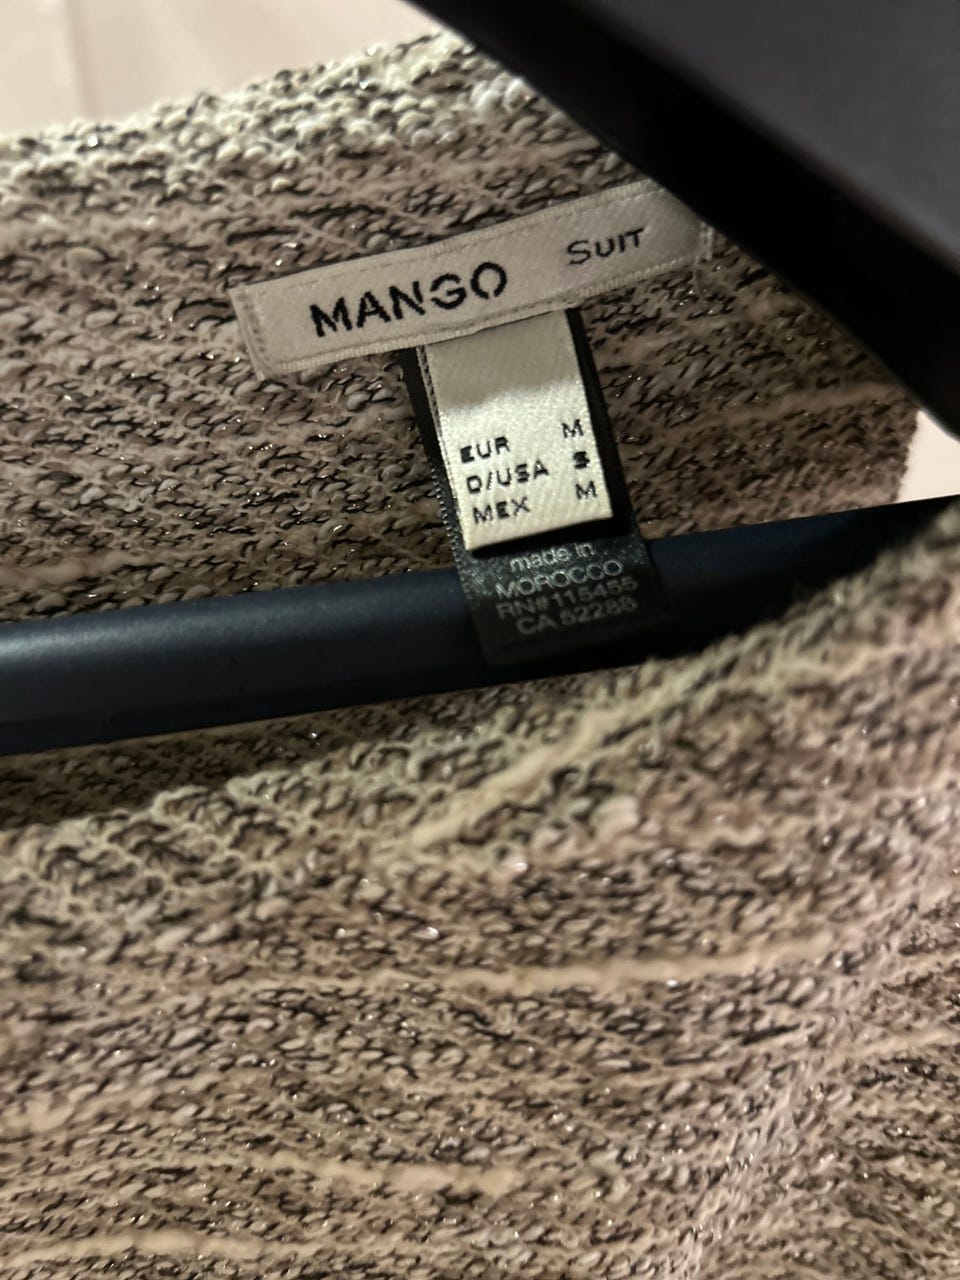 MANGO SUIT
EUR M
D/USA S
MEX M
made in
MOROCCO
RN# 115455
CA 52288